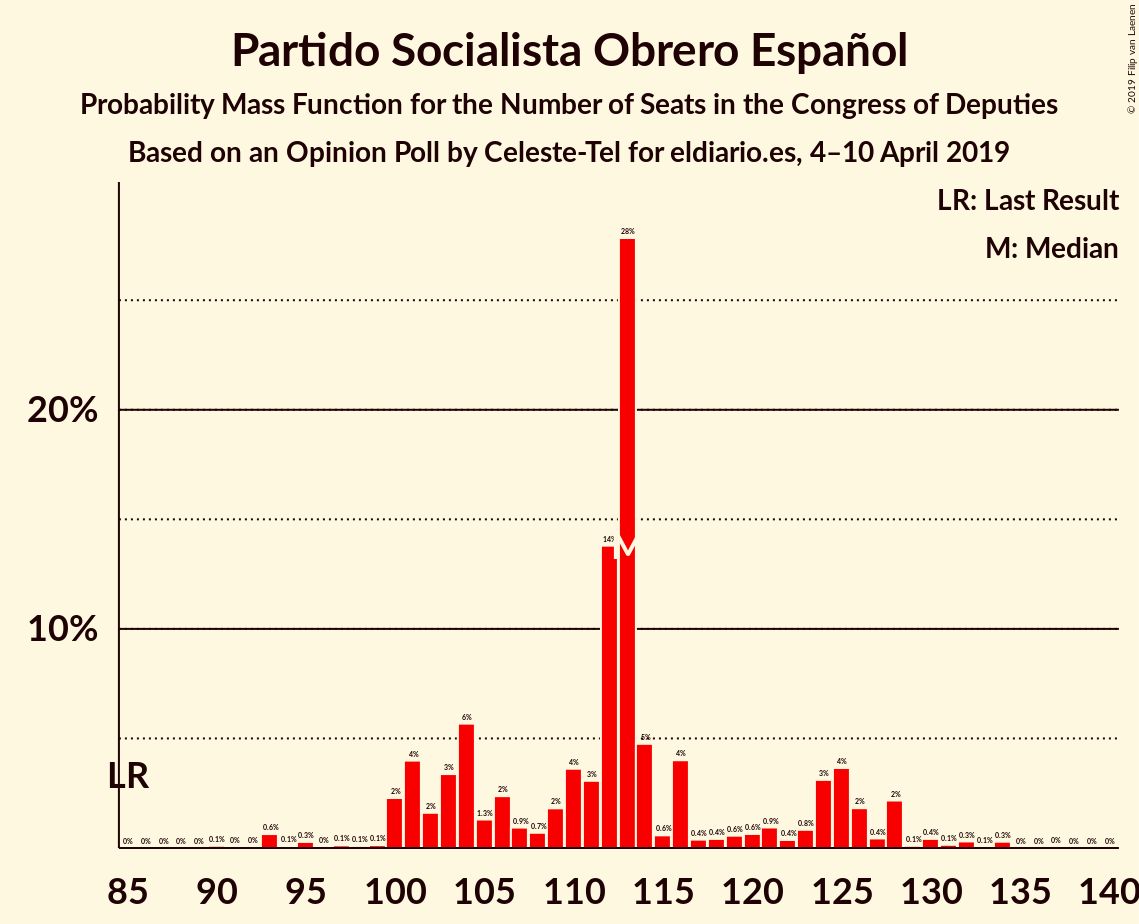 Partido Socialista Obrero Español
Probability Mass Function for the Number of Seats in the Congress of Deputies
Based on an Opinion Poll by Celeste-Tel for eldiario.es, 4–10 April 2019
© 2019 Filip van Laenen
LR: Last Result
M: Median
20%
10%
LR
M
0% 0% 0% 0% 0% 0.1% 0% 0% 0.6% 0.1% 0.3% 0% 0.1% 0.1% 0.1% 2% 4% 2% 3% 6% 1.3% 2% 0.9% 0.7% 2% 4% 3% 14% 28% 5% 0.6% 4% 0.4% 0.4% 0.6% 0.6% 0.9% 0.4% 0.8% 3% 4% 2% 0.4% 2% 0.1% 0.4% 0.1% 0.3% 0.1% 0.3% 0% 0% 0% 0% 0% 0%
85 90 95 100 105 110 115 120 125 130 135 140